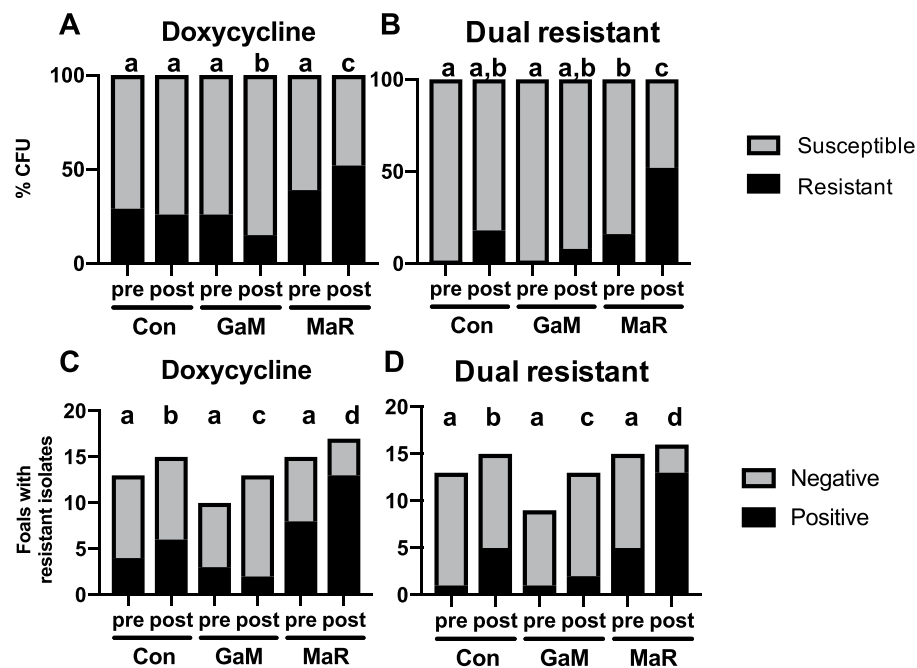 A
Doxycycline
a a a b a c
100
50
0
% CFU
pre post pre post pre post
Con GaM MaR
B
Dual resistant
a a,b a a,b b c
100
50
0
pre post pre post pre post
Con GaM MaR
Susceptible
Resistant
C
Doxycycline
a b a c a d
20
15
10
5
0
Foals with
resistant isolates
pre post pre post pre post
Con GaM MaR
D
Dual resistant
a b a c a d
20
15
10
5
0
pre post pre post pre post
Con GaM MaR
Negative
Positive